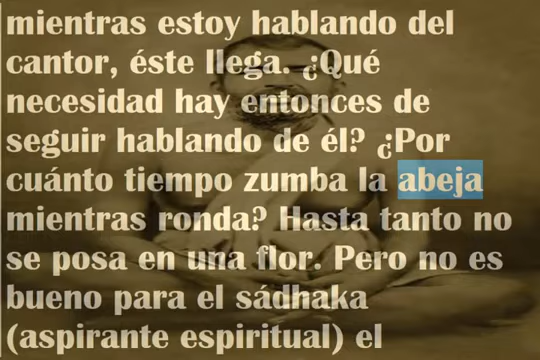 mientras estoy hablando del
cantor, éste llega. ¿Qué
necesidad hay entonces de
seguir hablando de él? ¿Por
cuánto tiempo zumba la abeja
mientras ronda? Hasta tanto no
se posa en una flor. Pero no es
bueno para el sádhaka
(aspirante espiritual) el